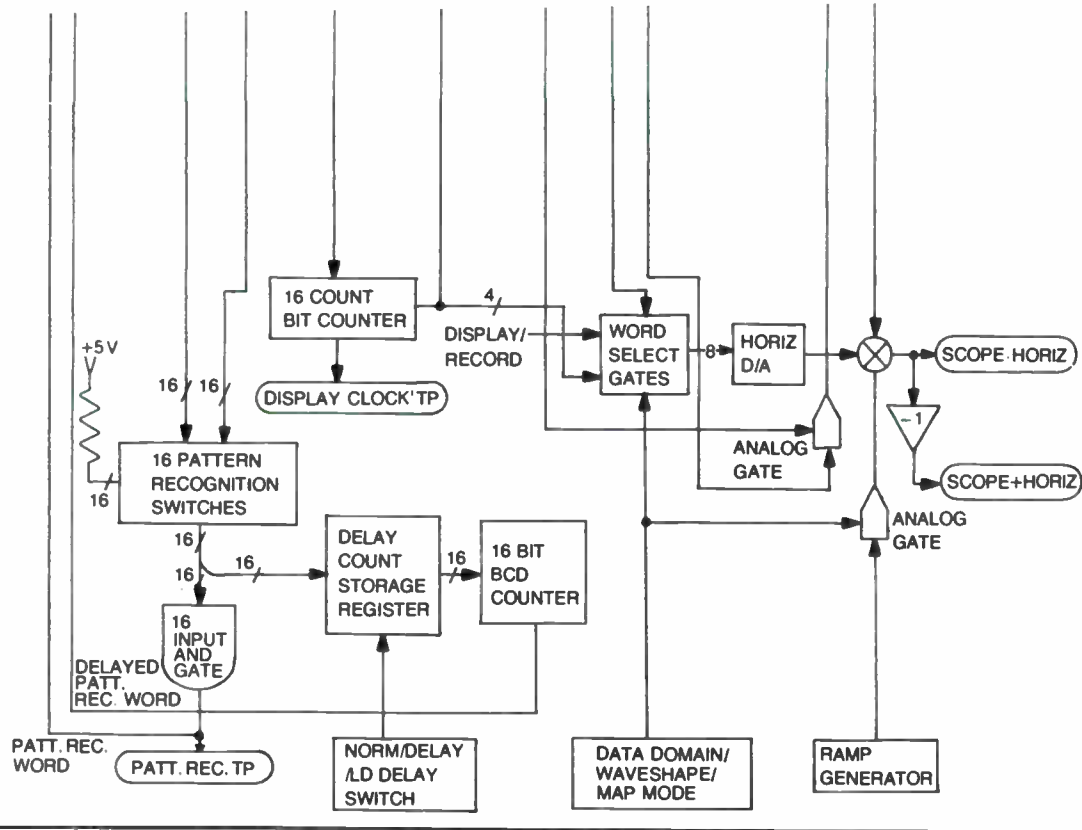 16 COUNT
BIT COUNTER
4
DISPLAY/
RECORD
WORD
SELECT
GATES
8
HORIZ
D/A
SCOPE-HORIZ
-1
SCOPE+HORIZ
+5V
16
16
DISPLAY CLOCK'TP
ANALOG
GATE
16 PATTERN
RECOGNITION
SWITCHES
16
ANALOG
GATE
16
16
16
DELAY
COUNT
STORAGE
REGISTER
16
16 BIT
BCD
COUNTER
16
INPUT
AND
GATE
DELAYED
PATT.
REC. WORD
PATT. REC.
WORD
PATT. REC. TP
NORM/DELAY
/LD DELAY
SWITCH
DATA DOMAIN/
WAVESHAPE/
MAP MODE
RAMP
GENERATOR